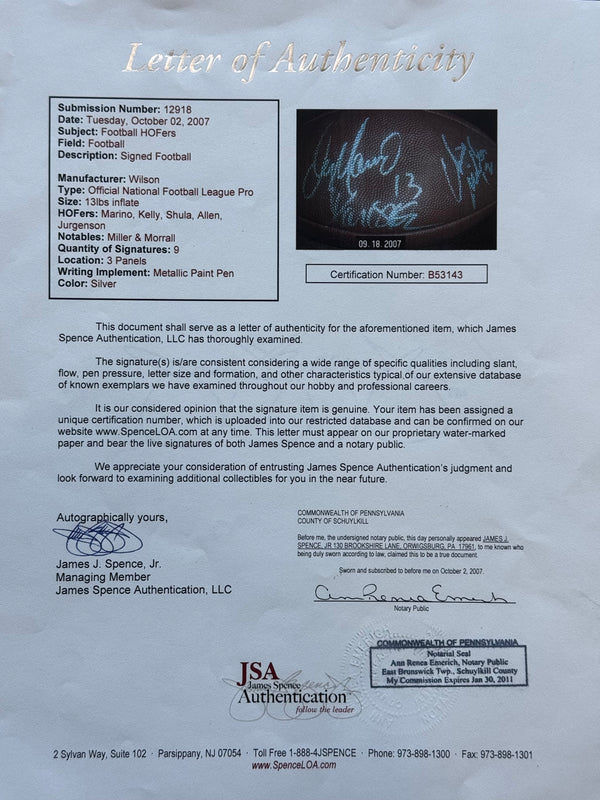 Letter of Authenticity
Submission Number: 12918
Date: Tuesday, October 02, 2007
Subject: Football HOFers
Field: Football
Description: Signed Football
Manufacturer: Wilson
Type: Official National Football League Pro
Size: 13lbs inflate
HOFers: Marino, Kelly, Shula, Allen,
Jurgenson
Notables: Miller & Morrall
Quantity of Signatures: 9
Location: 3 Panels
Writing Implement: Metallic Paint Pen
Color: Silver
13
09.18.2007
Certification Number: B53143
This document shall serve as a letter of authenticity for the aforementioned item, which James
Spence Authentication, LLC has thoroughly examined.
The signature(s) is/are consistent considering a wide range of specific qualities including slant,
flow, pen pressure, letter size and formation, and other characteristics typical of our extensive database
of known exemplars we have examined throughout our hobby and professional careers.
It is our considered opinion that the signature item is genuine. Your item has been assigned a
unique certification number, which is uploaded into our restricted database and can be confirmed on our
website www.SpenceLOA.com at any time. This letter must appear on our proprietary water-marked
paper and bear the live signatures of both James Spence and a notary public.
We appreciate your consideration of entrusting James Spence Authentication's judgment and
look forward to examining additional collectibles for you in the near future.
Autographically yours,
James J. Spence, Jr.
Managing Member
James Spence Authentication, LLC
COMMONWEALTH OF PENNSYLVANIA
COUNTY OF SCHUYLKILL
Before me, the undersigned notary public, this day personally appeared JAMES J.
SPENCE, JR 130 BROOKSHIRE LANE, ORWIGSBURG, PA 17961, to me known who
being duly sworn according to law, claimed this to be a true document.
Sworn and subscribed to before me on October 2, 2007.
Ann Renea Emerich
Notary Public
COMMONWEALTH OF PENNSYLVANIA
Notarial Seal
Ann Renea Emerich, Notary Public
East Brunswick Twp., Schuylkill County
My Commission Expires Jan 30, 2011
JSA
James Spence
Authentication
follow the leader
2 Sylvan Way, Suite 102 · Parsippany, NJ 07054 · Toll Free 1-888-4JSPENCE · Phone: 973-898-1300 · Fax: 973-898-1301
www.SpenceLOA.com